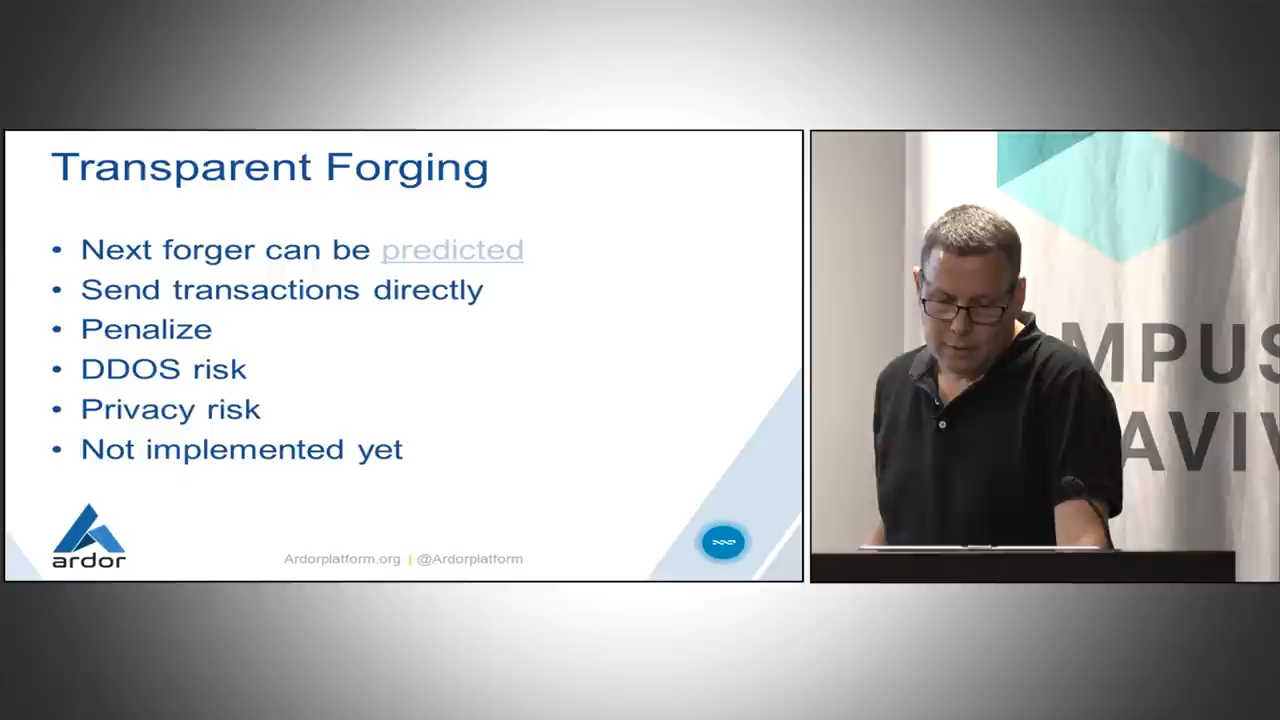 Transparent Forging
• Next forger can be predicted
• Send transactions directly
• Penalize
• DDOS risk
• Privacy risk
• Not implemented yet
ardor
Ardorplatform.org | @Ardorplatform
MPUS
AVIV